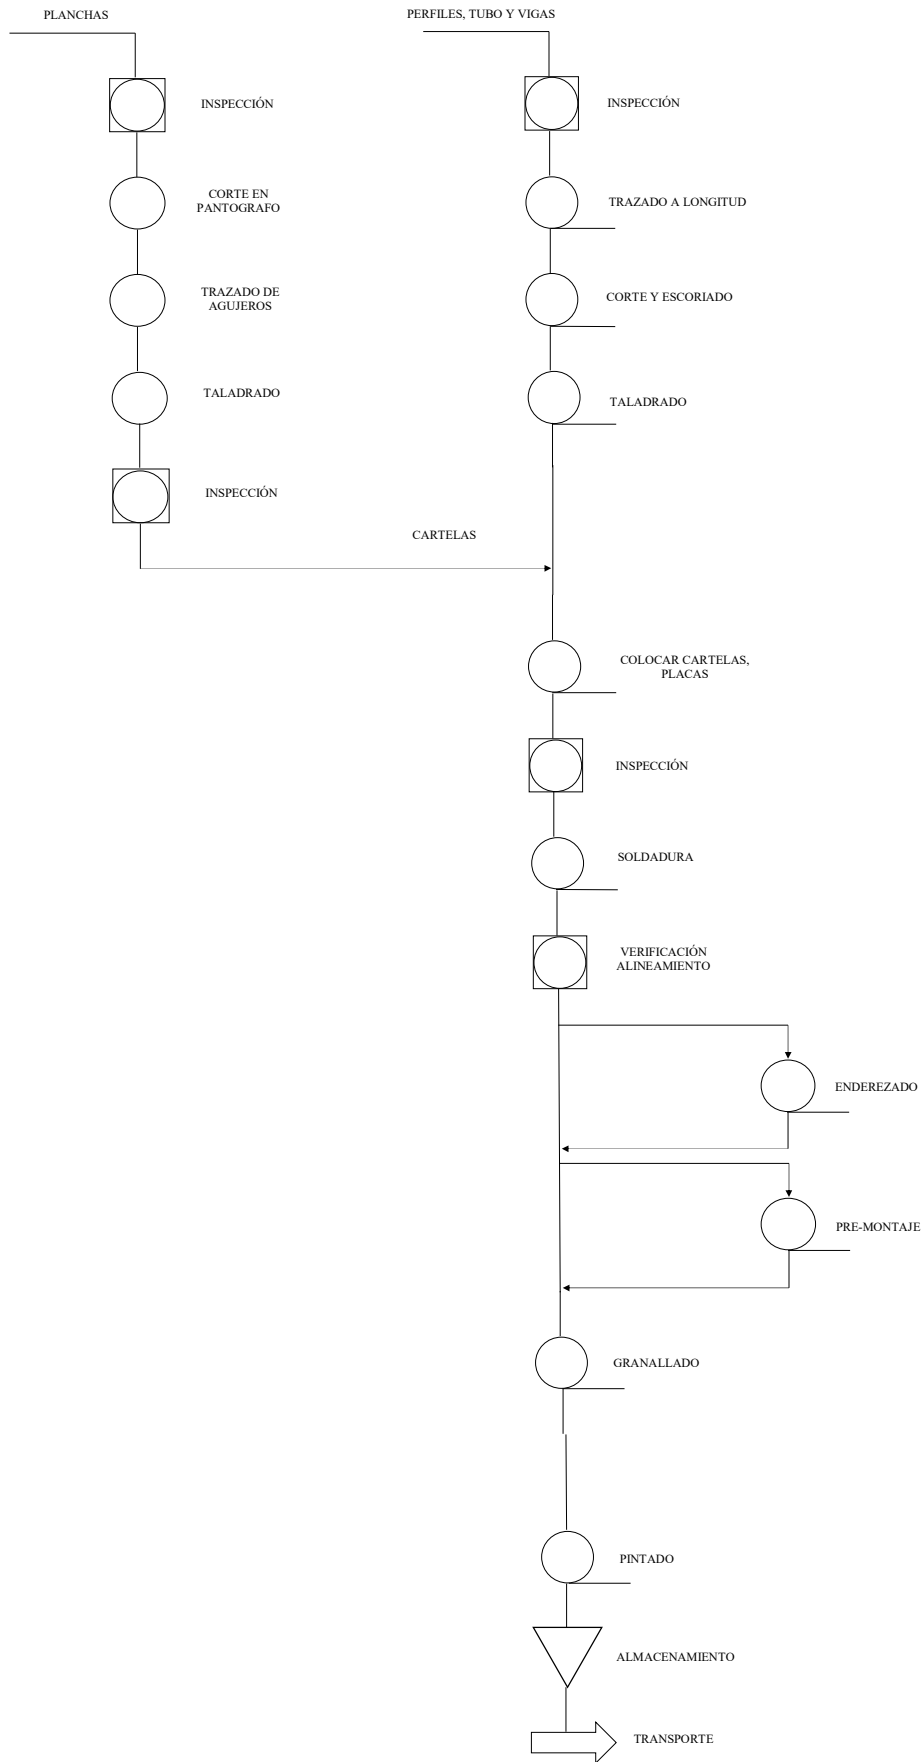 PLANCHAS
INSPECCIÓN
CORTE EN
PANTOGRAFO
TRAZADO DE
AGUJEROS
TALADRADO
INSPECCIÓN
CARTELAS
PERFILES, TUBO Y VIGAS
INSPECCIÓN
TRAZADO A LONGITUD
CORTE Y ESCORIADO
TALADRADO
COLOCAR CARTELAS,
PLACAS
INSPECCIÓN
SOLDADURA
VERIFICACIÓN
ALINEAMIENTO
ENDEREZADO
PRE-MONTAJE
GRANALLADO
PINTADO
ALMACENAMIENTO
TRANSPORTE